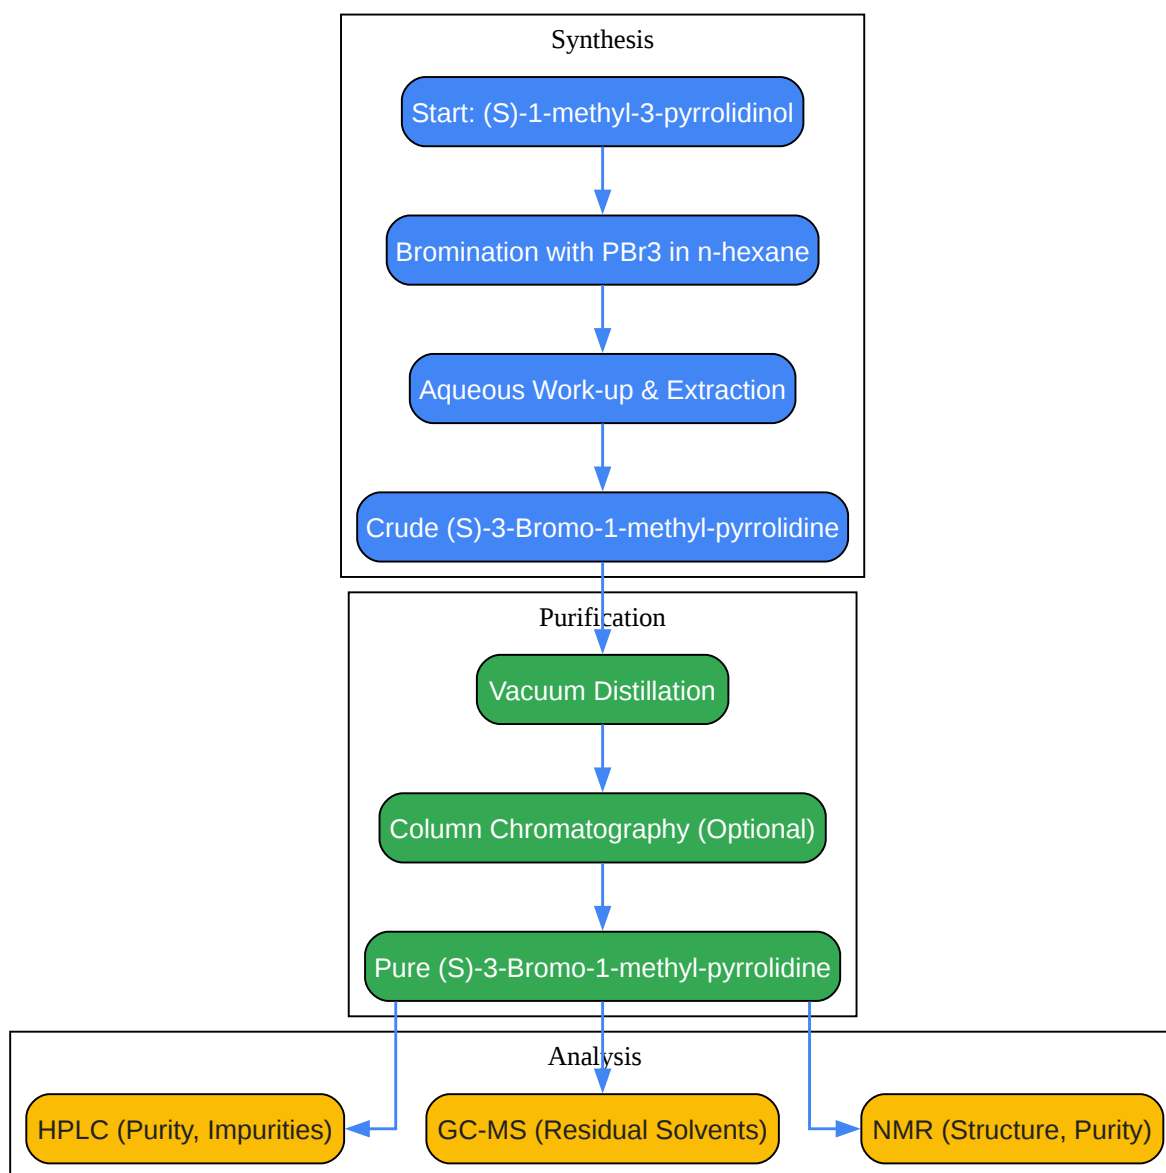 Synthesis
Start: (S)-1-methyl-3-pyrrolidinol
Bromination with PBr3 in n-hexane
Aqueous Work-up & Extraction
Crude (S)-3-Bromo-1-methyl-pyrrolidine
Purification
Vacuum Distillation
Column Chromatography (Optional)
Pure (S)-3-Bromo-1-methyl-pyrrolidine
Analysis
HPLC (Purity, Impurities)
GC-MS (Residual Solvents)
NMR (Structure, Purity)